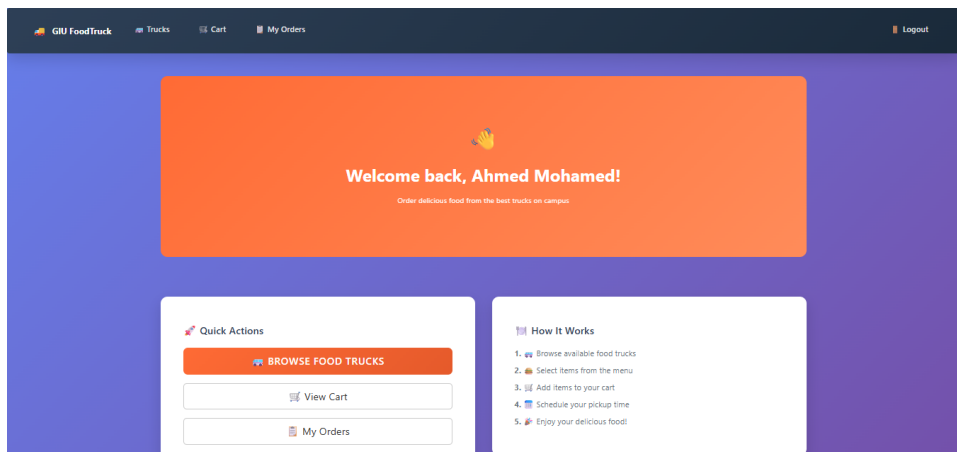 GIU FoodTruck Trucks Cart My Orders Logout
Welcome back, Ahmed Mohamed!
Order delicious food from the best trucks on campus
Quick Actions
BROWSE FOOD TRUCKS
View Cart
My Orders
How It Works
1. Browse available food trucks
2. Select items from the menu
3. Add items to your cart
4. Schedule your pickup time
5. Enjoy your delicious food!